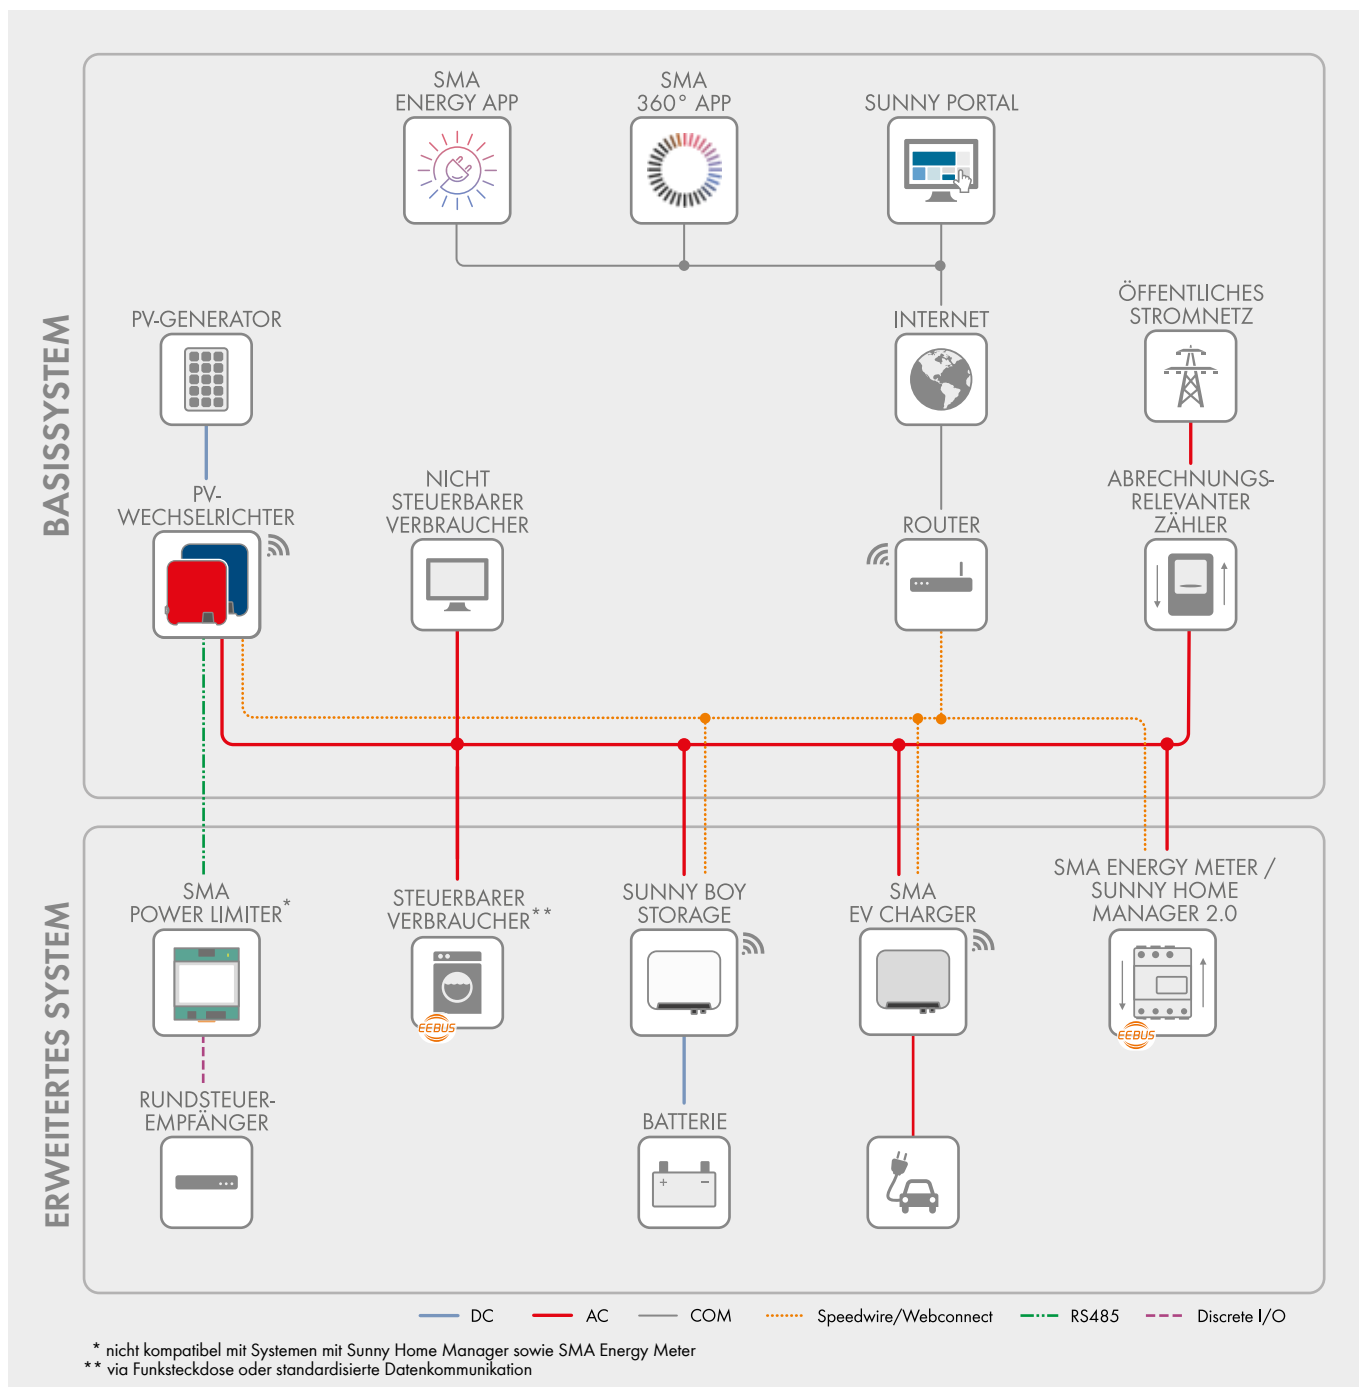 BASISSYSTEM
SMA
ENERGY APP
SMA
360° APP
SUNNY PORTAL
PV-GENERATOR
INTERNET
ÖFFENTLICHES
STROMNETZ
PV-
WECHSELRICHTER
NICHT
STEUERBARER
VERBRAUCHER
ROUTER
ABRECHNUNGS-
RELEVANTER
ZÄHLER
ERWEITERTES SYSTEM
SMA
POWER LIMITER*
STEUERBARER
VERBRAUCHER**
EEBUS
SUNNY BOY
STORAGE
SMA
EV CHARGER
SMA ENERGY METER /
SUNNY HOME
MANAGER 2.0
EEBUS
RUNDSTEUER-
EMPFÄNGER
BATTERIE
+ −
DC AC COM Speedwire/Webconnect RS485 Discrete I/O
* nicht kompatibel mit Systemen mit Sunny Home Manager sowie SMA Energy Meter
** via Funksteckdose oder standardisierte Datenkommunikation